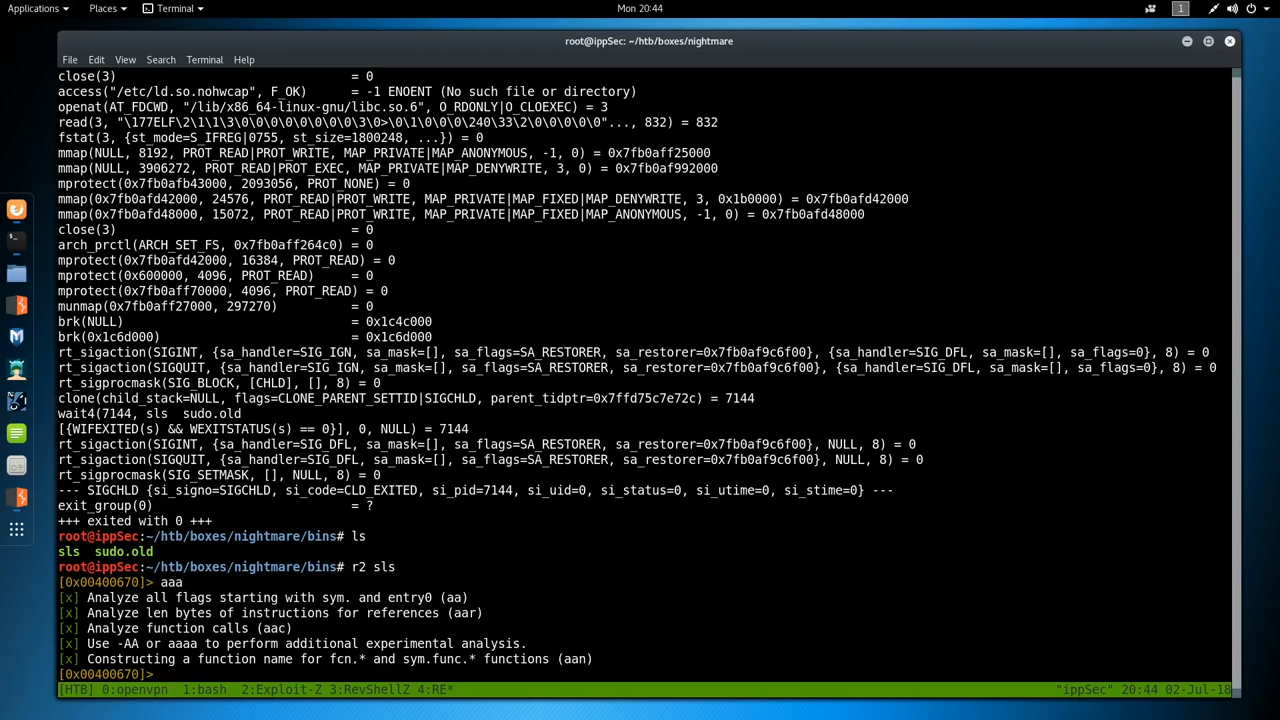 Applications Places Terminal Mon 20:44 1
root@ippSec: ~/htb/boxes/nightmare
File Edit View Search Terminal Help
close(3) = 0
access("/etc/ld.so.nohwcap", F_OK) = -1 ENOENT (No such file or directory)
openat(AT_FDCWD, "/lib/x86_64-linux-gnu/libc.so.6", O_RDONLY|O_CLOEXEC) = 3
read(3, "\177ELF\2\1\1\3\0\0\0\0\0\0\0\0\3\0>\0\1\0\0\0\240\33\2\0\0\0\0\0"..., 832) = 832
fstat(3, {st_mode=S_IFREG|0755, st_size=1800248, ...}) = 0
mmap(NULL, 8192, PROT_READ|PROT_WRITE, MAP_PRIVATE|MAP_ANONYMOUS, -1, 0) = 0x7fb0aff25000
mmap(NULL, 3906272, PROT_READ|PROT_EXEC, MAP_PRIVATE|MAP_DENYWRITE, 3, 0) = 0x7fb0af992000
mprotect(0x7fb0afb43000, 2093056, PROT_NONE) = 0
mmap(0x7fb0afd42000, 24576, PROT_READ|PROT_WRITE, MAP_PRIVATE|MAP_FIXED|MAP_DENYWRITE, 3, 0x1b0000) = 0x7fb0afd42000
mmap(0x7fb0afd48000, 15072, PROT_READ|PROT_WRITE, MAP_PRIVATE|MAP_FIXED|MAP_ANONYMOUS, -1, 0) = 0x7fb0afd48000
close(3) = 0
arch_prctl(ARCH_SET_FS, 0x7fb0aff264c0) = 0
mprotect(0x7fb0afd42000, 16384, PROT_READ) = 0
mprotect(0x600000, 4096, PROT_READ) = 0
mprotect(0x7fb0aff70000, 4096, PROT_READ) = 0
munmap(0x7fb0aff27000, 297270) = 0
brk(NULL) = 0x1c4c000
brk(0x1c6d000) = 0x1c6d000
rt_sigaction(SIGINT, {sa_handler=SIG_IGN, sa_mask=[], sa_flags=SA_RESTORER, sa_restorer=0x7fb0af9c6f00}, {sa_handler=SIG_DFL, sa_mask=[], sa_flags=0}, 8) = 0
rt_sigaction(SIGQUIT, {sa_handler=SIG_IGN, sa_mask=[], sa_flags=SA_RESTORER, sa_restorer=0x7fb0af9c6f00}, {sa_handler=SIG_DFL, sa_mask=[], sa_flags=0}, 8) = 0
rt_sigprocmask(SIG_BLOCK, [CHLD], [], 8) = 0
clone(child_stack=NULL, flags=CLONE_PARENT_SETTID|SIGCHLD, parent_tidptr=0x7ffd75c7e72c) = 7144
wait4(7144, sls sudo.old
[{WIFEXITED(s) && WEXITSTATUS(s) == 0}], 0, NULL) = 7144
rt_sigaction(SIGINT, {sa_handler=SIG_DFL, sa_mask=[], sa_flags=SA_RESTORER, sa_restorer=0x7fb0af9c6f00}, NULL, 8) = 0
rt_sigaction(SIGQUIT, {sa_handler=SIG_DFL, sa_mask=[], sa_flags=SA_RESTORER, sa_restorer=0x7fb0af9c6f00}, NULL, 8) = 0
rt_sigprocmask(SIG_SETMASK, [], NULL, 8) = 0
--- SIGCHLD {si_signo=SIGCHLD, si_code=CLD_EXITED, si_pid=7144, si_uid=0, si_status=0, si_utime=0, si_stime=0} ---
exit_group(0) = ?
+++ exited with 0 +++
root@ippSec:~/htb/boxes/nightmare/bins# ls
sls sudo.old
root@ippSec:~/htb/boxes/nightmare/bins# r2 sls
[0x00400670]> aaa
[x] Analyze all flags starting with sym. and entry0 (aa)
[x] Analyze len bytes of instructions for references (aar)
[x] Analyze function calls (aac)
[x] Use -AA or aaaa to perform additional experimental analysis.
[x] Constructing a function name for fcn.* and sym.func.* functions (aan)
[0x00400670]>
[HTB] 0:openvpn 1:bash 2:Exploit-Z 3:RevShellZ 4:RE* "ippSec" 20:44 02-Jul-18